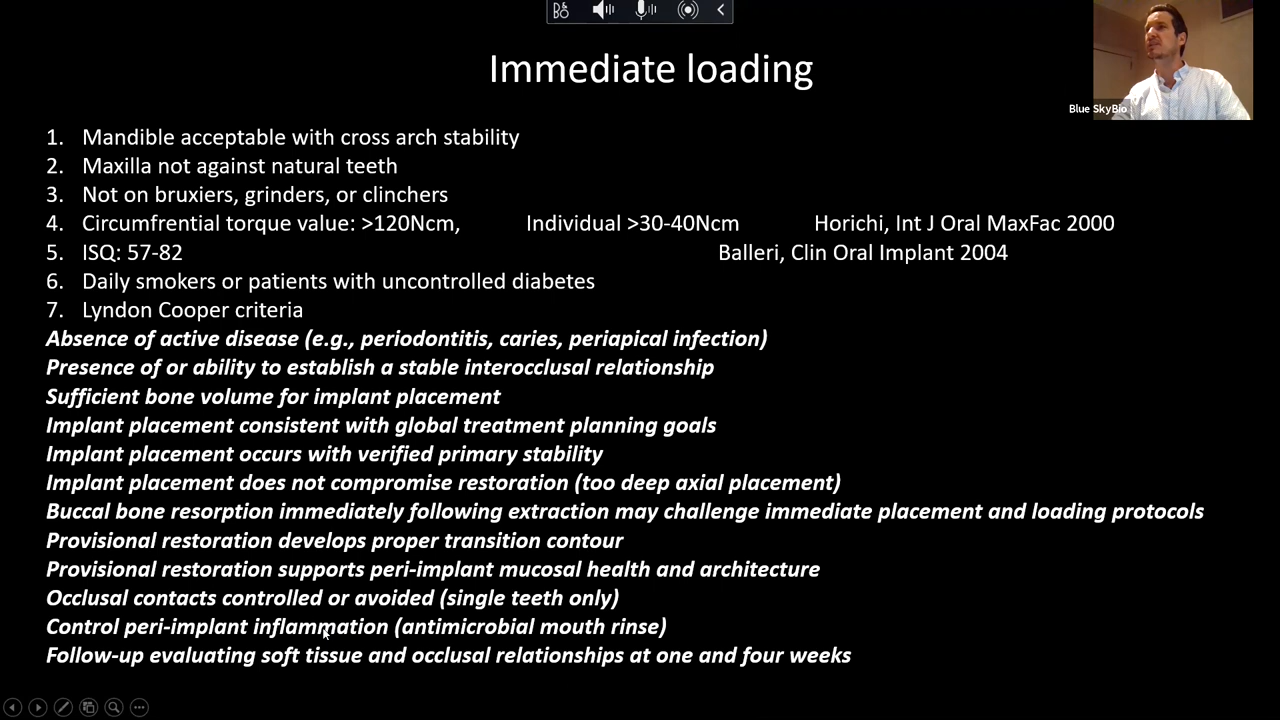 Immediate loading
Blue SkyBio
1. Mandible acceptable with cross arch stability
2. Maxilla not against natural teeth
3. Not on bruxiers, grinders, or clinchers
4. Circumfrential torque value: >120Ncm, Individual >30-40Ncm Horichi, Int J Oral MaxFac 2000
5. ISQ: 57-82 Balleri, Clin Oral Implant 2004
6. Daily smokers or patients with uncontrolled diabetes
7. Lyndon Cooper criteria
Absence of active disease (e.g., periodontitis, caries, periapical infection)
Presence of or ability to establish a stable interocclusal relationship
Sufficient bone volume for implant placement
Implant placement consistent with global treatment planning goals
Implant placement occurs with verified primary stability
Implant placement does not compromise restoration (too deep axial placement)
Buccal bone resorption immediately following extraction may challenge immediate placement and loading protocols
Provisional restoration develops proper transition contour
Provisional restoration supports peri-implant mucosal health and architecture
Occlusal contacts controlled or avoided (single teeth only)
Control peri-implant inflammation (antimicrobial mouth rinse)
Follow-up evaluating soft tissue and occlusal relationships at one and four weeks